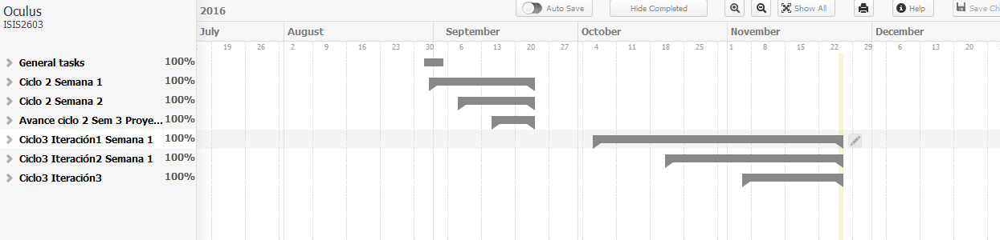 Oculus
ISIS2603
2016
Auto Save
Hide Completed
Show All
Help
Save Ch
July August September October November December
19 26 2 9 16 23 30 6 13 20 27 4 11 18 25 1 8 15 22 29 6 13 20
General tasks 100%
Ciclo 2 Semana 1 100%
Ciclo 2 Semana 2 100%
Avance ciclo 2 Sem 3 Proye... 100%
Ciclo3 Iteración1 Semana 1 100%
Ciclo3 Iteración2 Semana 1 100%
Ciclo3 Iteración3 100%